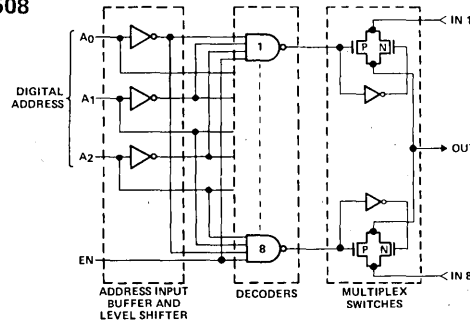 508
A0
A1
A2
DIGITAL
ADDRESS
EN
1
8
P N
P N
IN 1
OUT
IN 8
ADDRESS INPUT
BUFFER AND
LEVEL SHIFTER
DECODERS
MULTIPLEX
SWITCHES